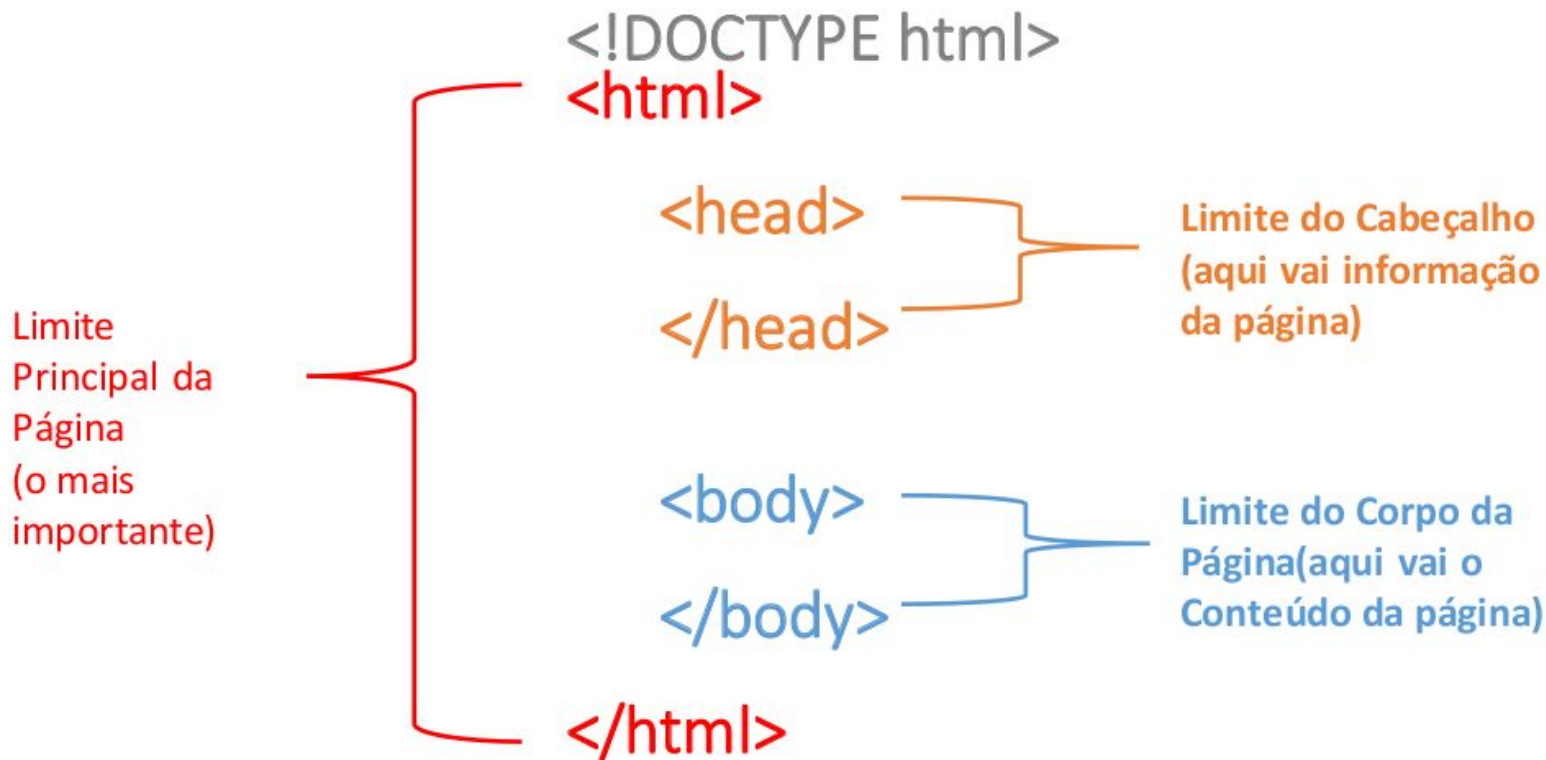 <!DOCTYPE html>
<html>
<head>
</head>
Limite do Cabeçalho
(aqui vai informação
da página)
Limite
Principal da
Página
(o mais
importante)
<body>
</body>
Limite do Corpo da
Página(aqui vai o
Conteúdo da página)
</html>